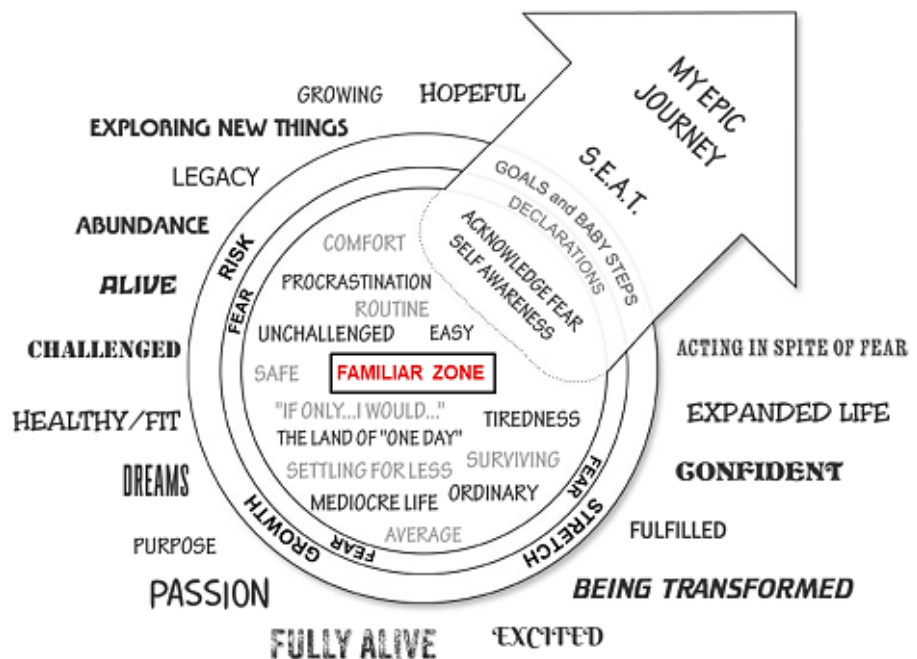 GROWING
HOPEFUL
EXPLORING NEW THINGS
LEGACY
ABUNDANCE
ALIVE
CHALLENGED
HEALTHY/FIT
DREAMS
PURPOSE
PASSION
FULLY ALIVE
EXCITED
BEING TRANSFORMED
FULFILLED
CONFIDENT
EXPANDED LIFE
ACTING IN SPITE OF FEAR
MY EPIC
JOURNEY
S.E.A.T.
GOALS and BABY STEPS
DECLARATIONS
ACKNOWLEDGE FEAR
SELF AWARENESS
RISK
FEAR
GROWTH
FEAR
STRETCH
FEAR
COMFORT
PROCRASTINATION
ROUTINE
UNCHALLENGED
EASY
SAFE
FAMILIAR ZONE
"IF ONLY...I WOULD..."
TIREDNESS
THE LAND OF "ONE DAY"
SETTLING FOR LESS
SURVIVING
MEDIOCRE LIFE
ORDINARY
AVERAGE